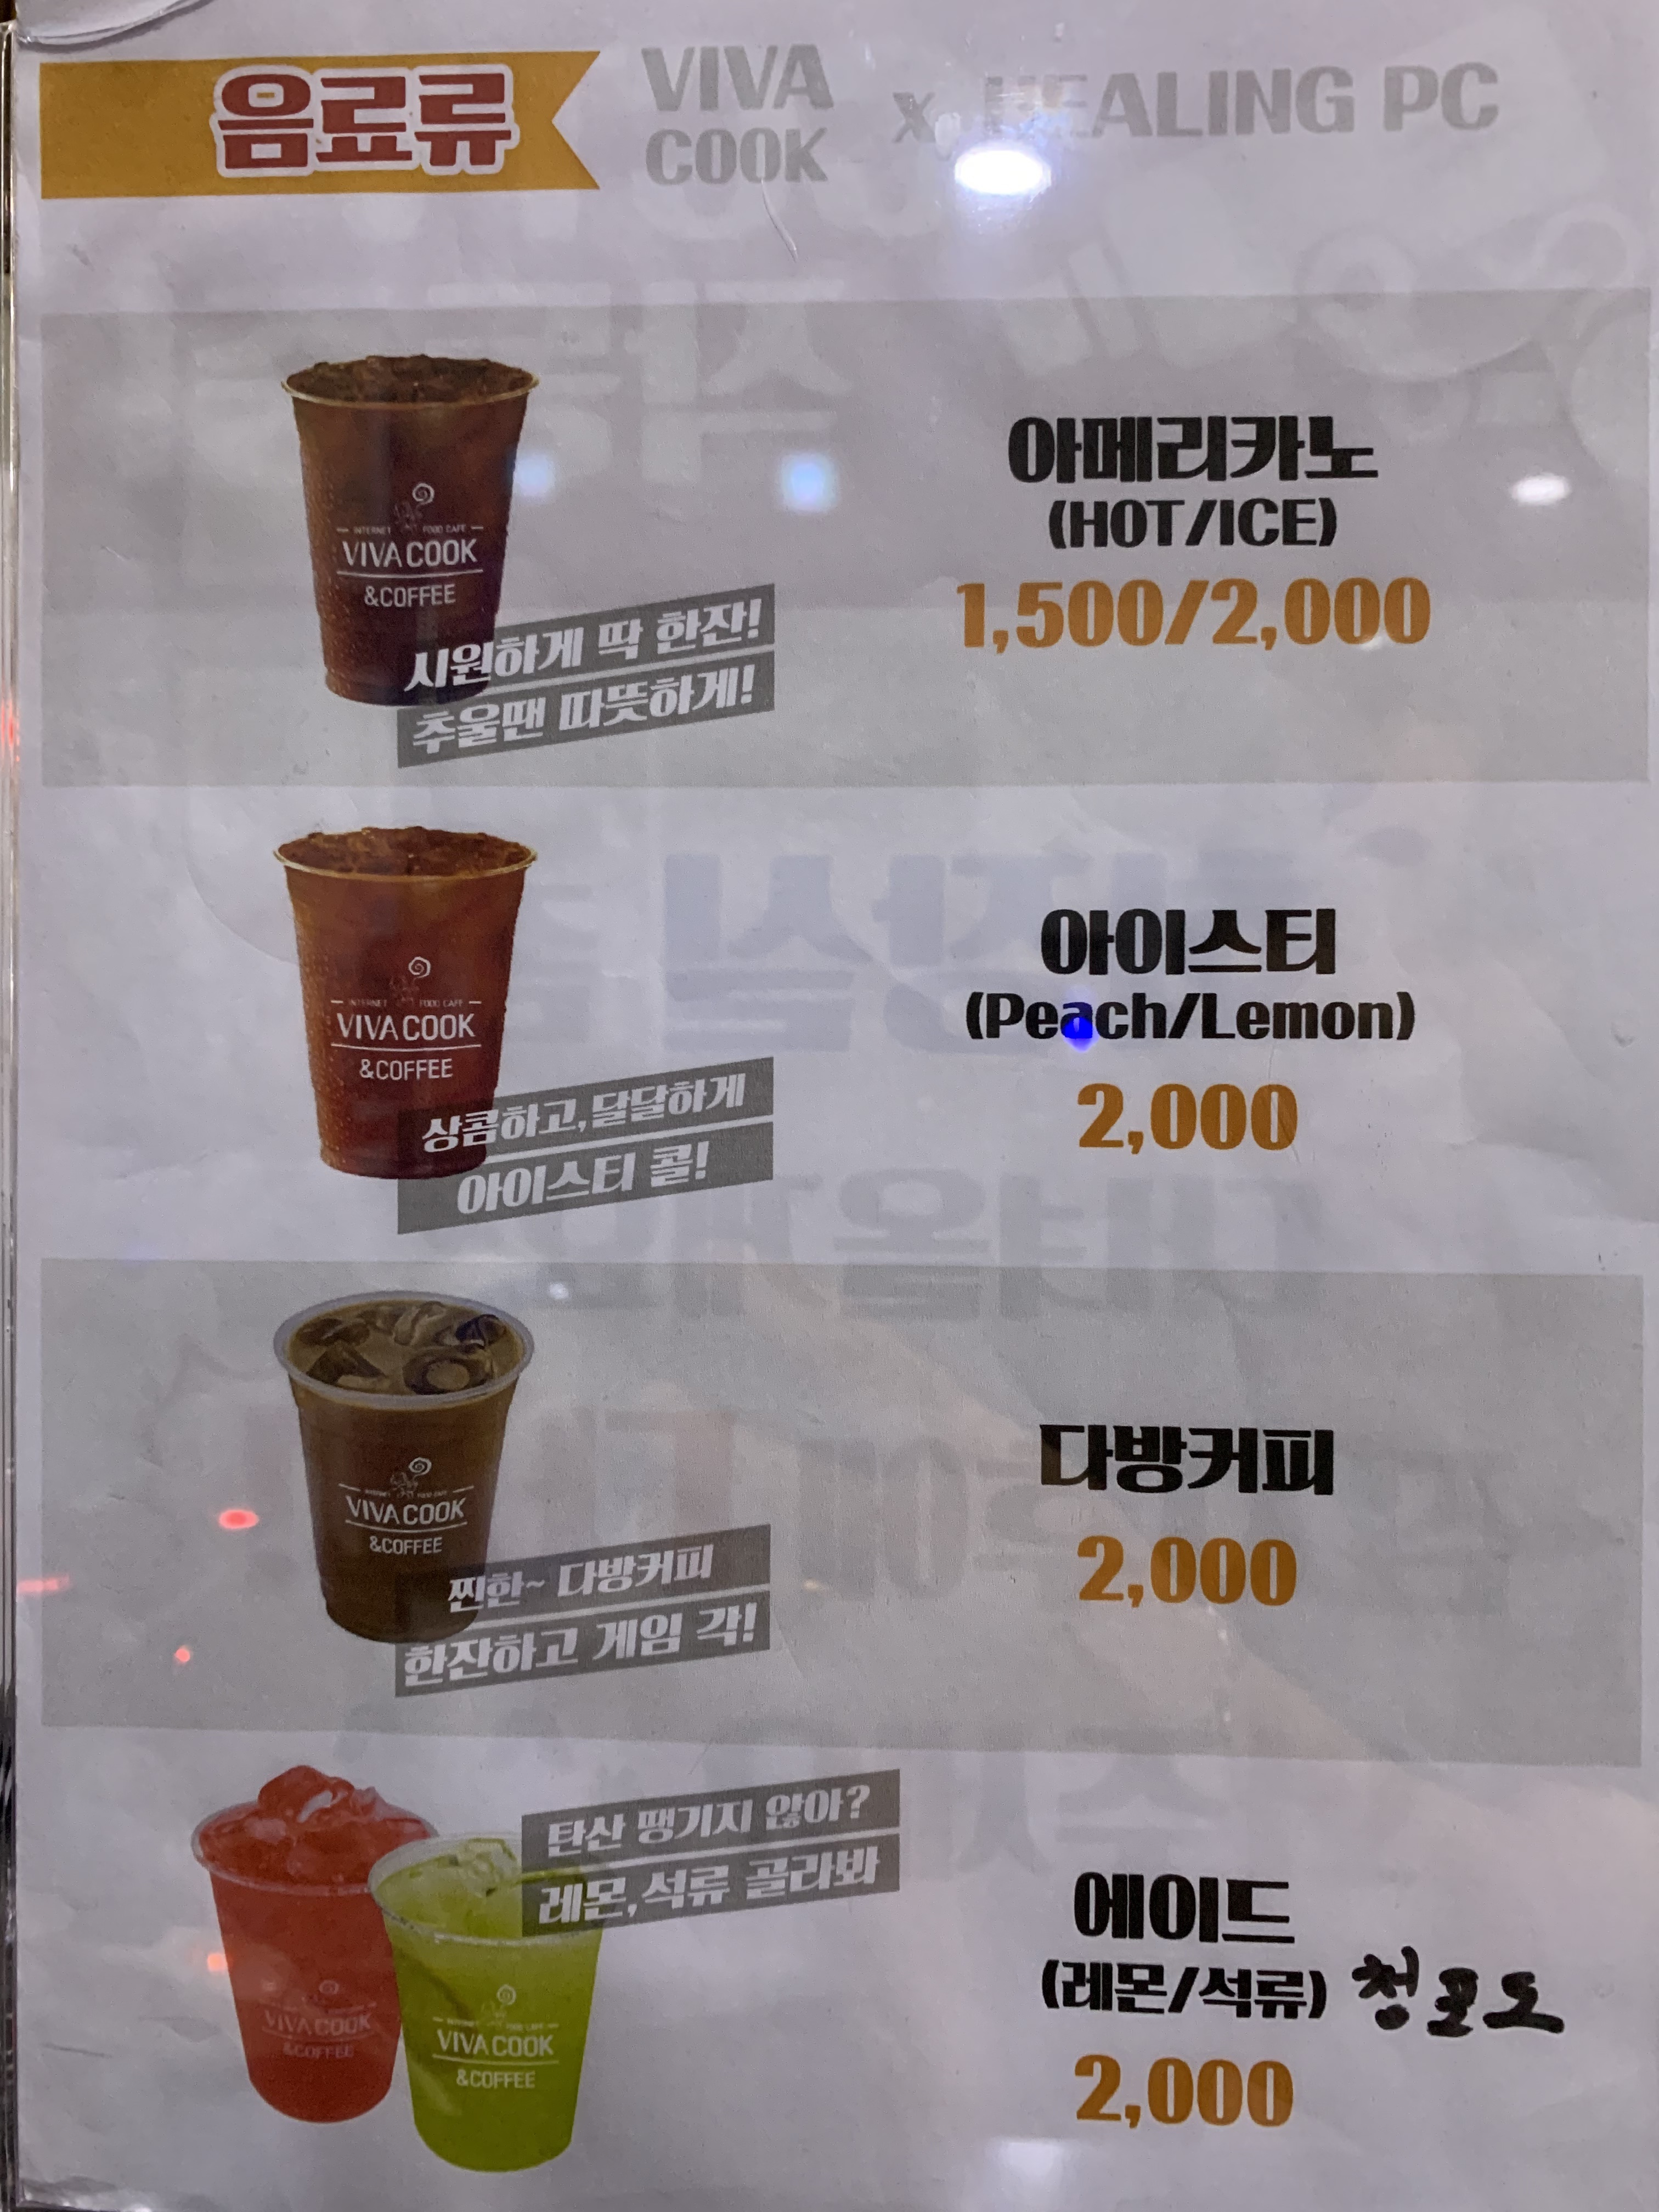 음료류
VIVA
COOK
x HEALING PC
INTERNET FOOD CAFE
VIVA COOK
&COFFEE
시원하게 딱 한잔!
추울땐 따뜻하게!
아메리카노
(HOT/ICE)
1,500/2,000
INTERNET FOOD CAFE
VIVA COOK
&COFFEE
상콤하고,달달하게
아이스티 콜!
아이스티
(Peach/Lemon)
2,000
INTERNET FOOD CAFE
VIVA COOK
&COFFEE
찐한~ 다방커피
한잔하고 게임 각!
다방커피
2,000
탄산 땡기지 않아?
레몬,석류 골라봐
VIVA COOK
&COFFEE
INTERNET FOOD CAFE
VIVA COOK
&COFFEE
에이드
(레몬/석류) 청포도
2,000